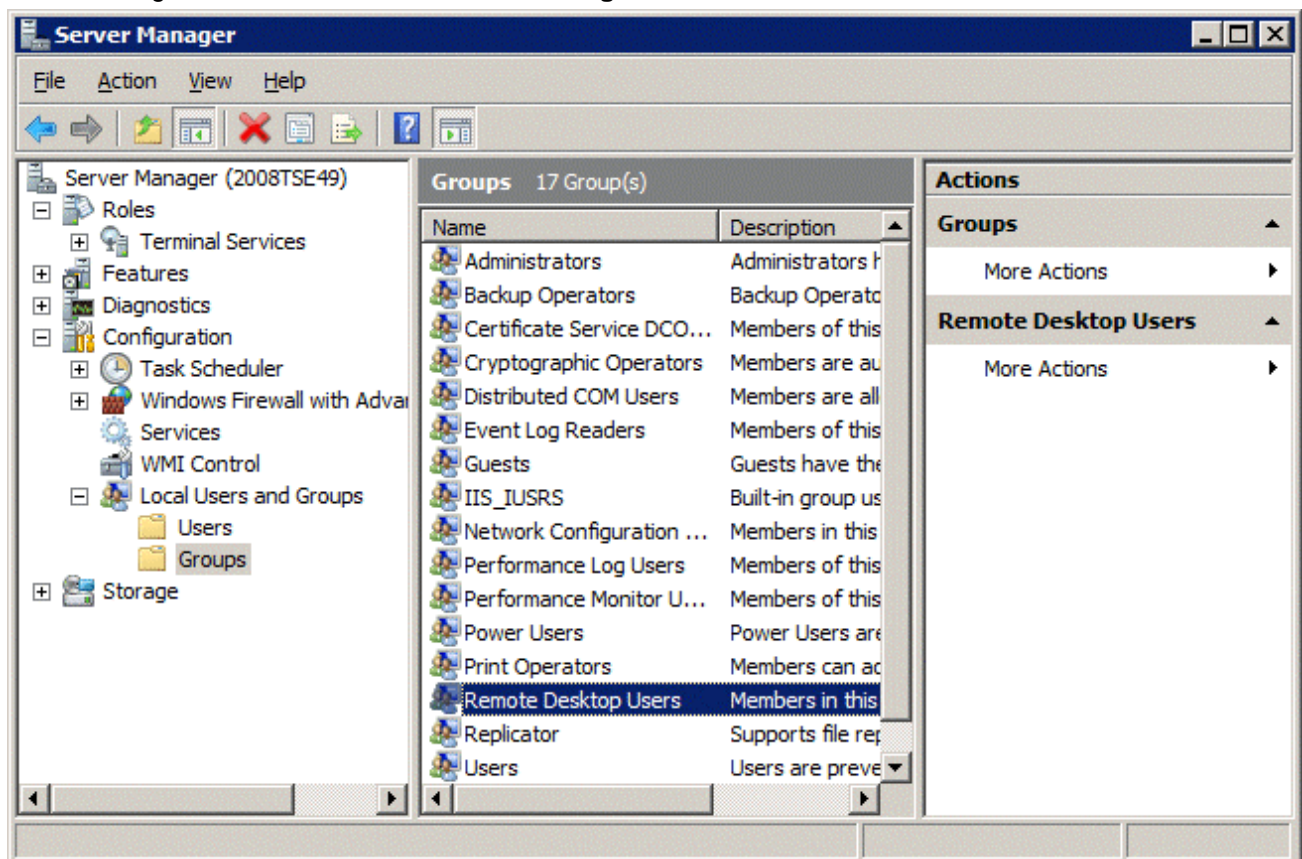 Server Manager
File Action View Help
Server Manager (2008TSE49)
Roles
Terminal Services
Features
Diagnostics
Configuration
Task Scheduler
Windows Firewall with Advar
Services
WMI Control
Local Users and Groups
Users
Groups
Storage
Groups 17 Group(s)
Name Description
Administrators Administrators h
Backup Operators Backup Operato
Certificate Service DCO... Members of this
Cryptographic Operators Members are au
Distributed COM Users Members are all
Event Log Readers Members of this
Guests Guests have the
IIS_IUSRS Built-in group us
Network Configuration ... Members in this
Performance Log Users Members of this
Performance Monitor U... Members of this
Power Users Power Users are
Print Operators Members can ad
Remote Desktop Users Members in this
Replicator Supports file rep
Users Users are preve
Actions
Groups
More Actions
Remote Desktop Users
More Actions